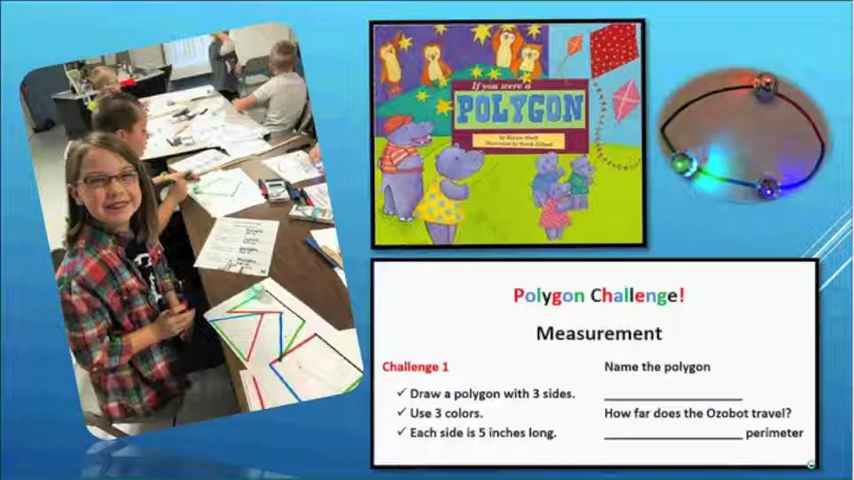 If you were a
POLYGON
Polygon Challenge!
Measurement
Challenge 1
✓ Draw a polygon with 3 sides.
✓ Use 3 colors.
✓ Each side is 5 inches long.
Name the polygon
How far does the Ozobot travel?
perimeter